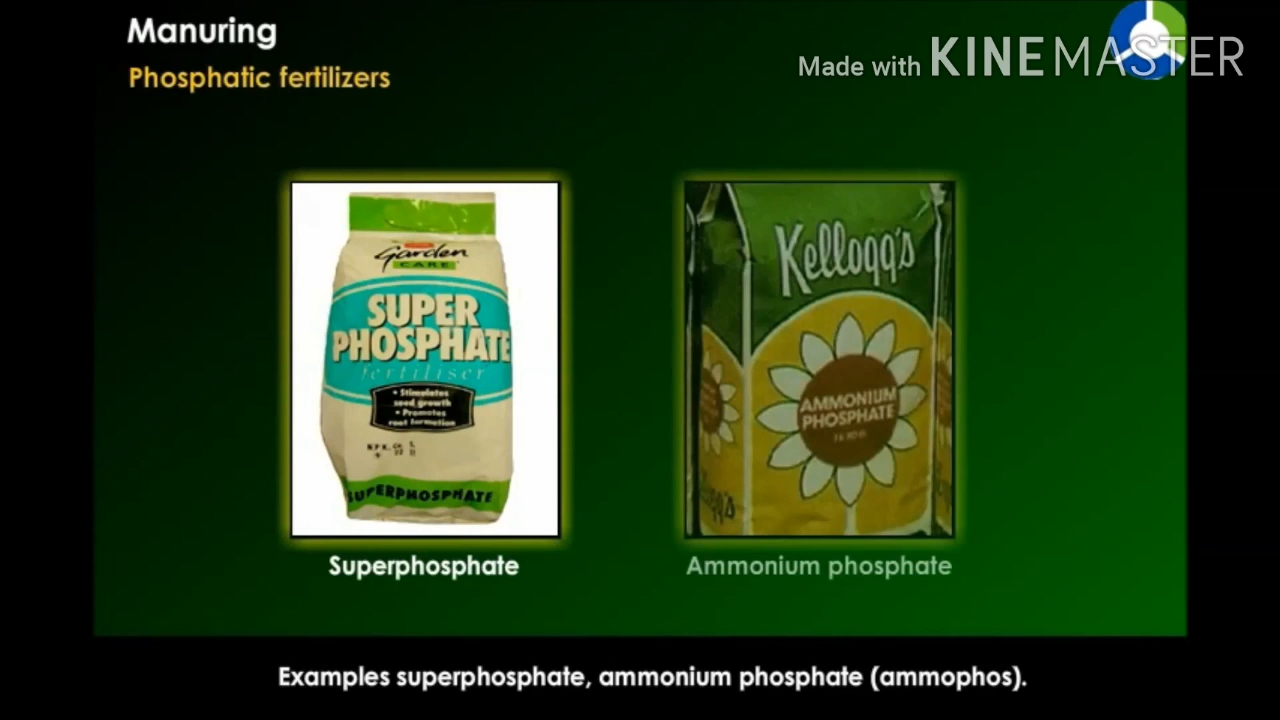 Manuring
Phosphatic fertilizers
Made with KINEMASTER
Garden
CARE
SUPER
PHOSPHATE
fertiliser
• Stimulates
seed growth
• Promotes
root formation
SUPERPHOSPHATE
Kellogg's
AMMONIUM
PHOSPHATE
Superphosphate
Ammonium phosphate
Examples superphosphate, ammonium phosphate (ammophos).